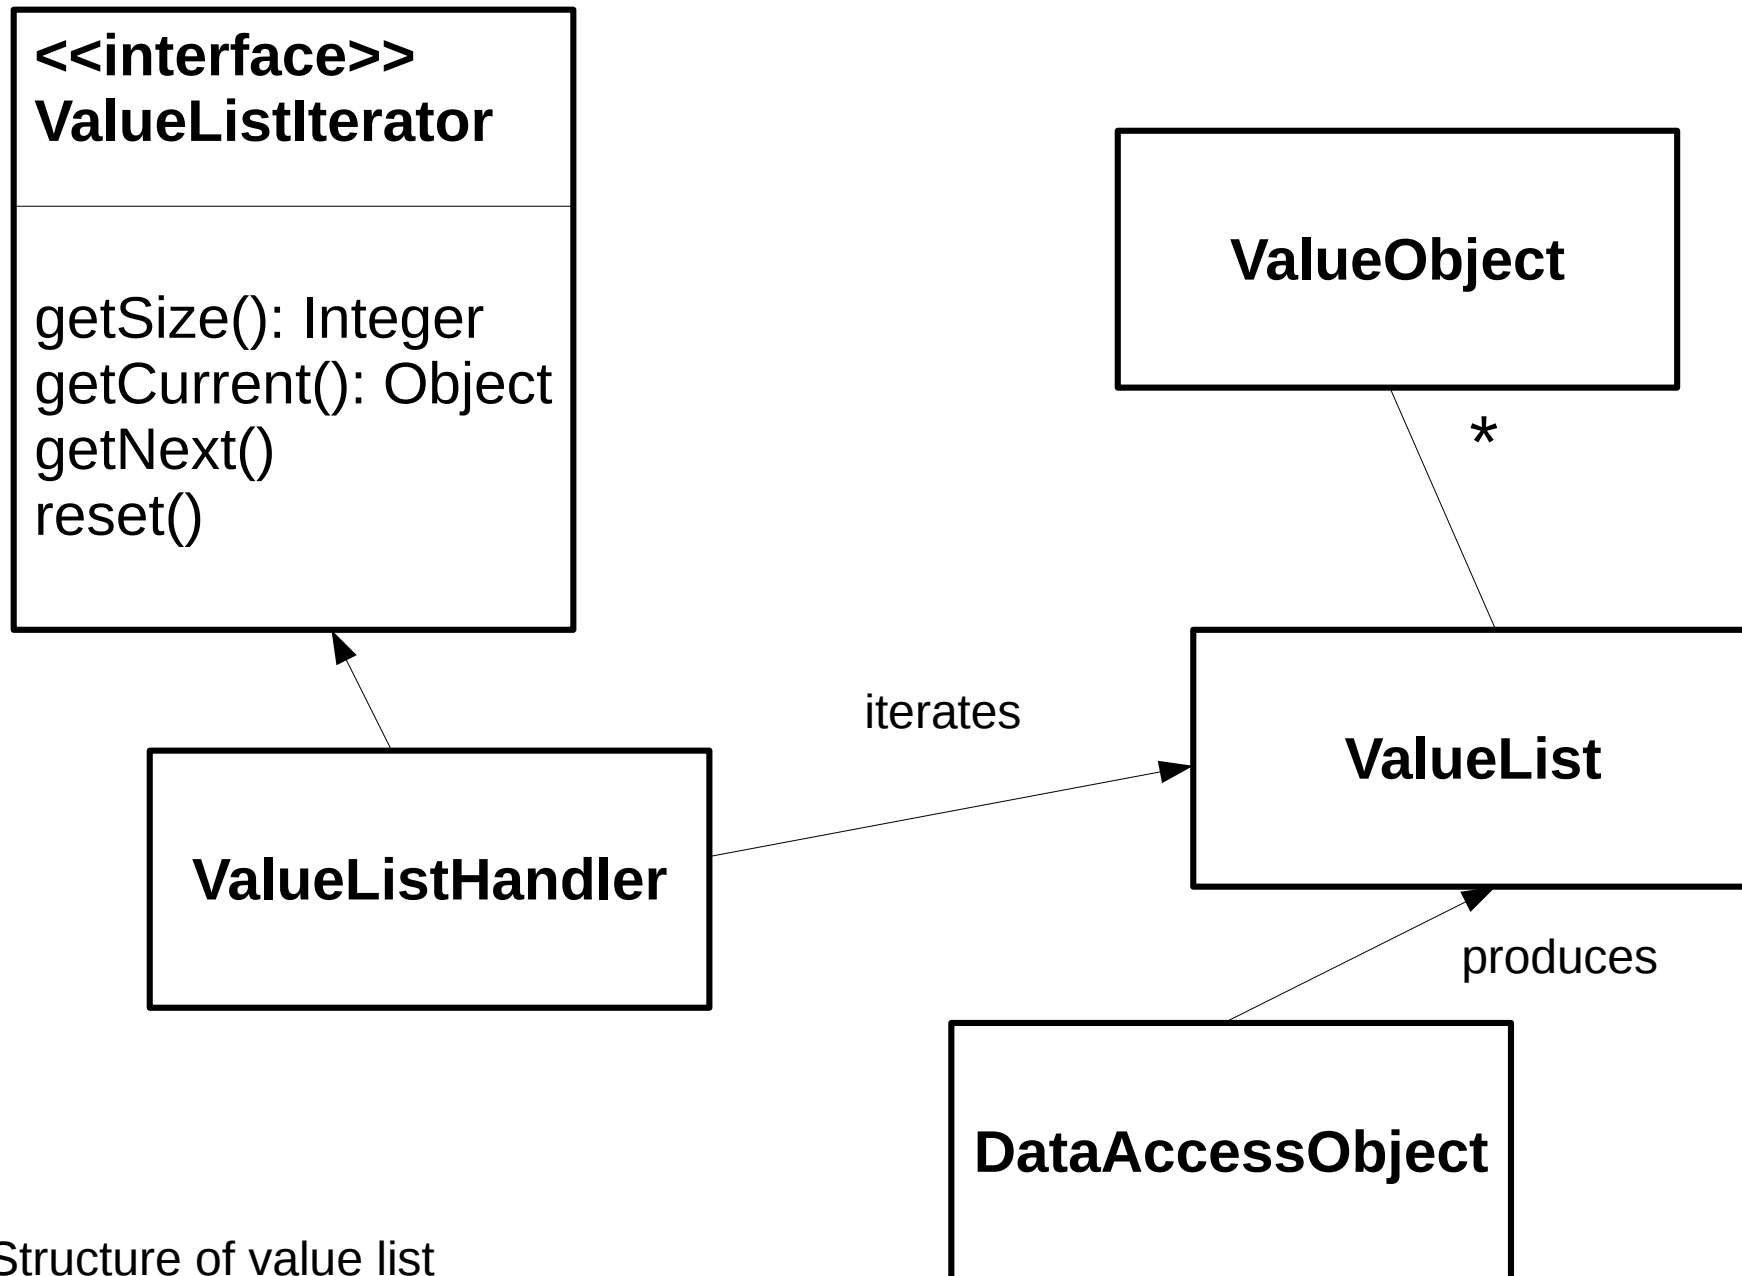 <<interface>>
ValueListIterator
getSize(): Integer
getCurrent(): Object
getNext()
reset()
ValueObject
*
iterates
ValueList
ValueListHandler
produces
DataAccessObject
Structure of value list